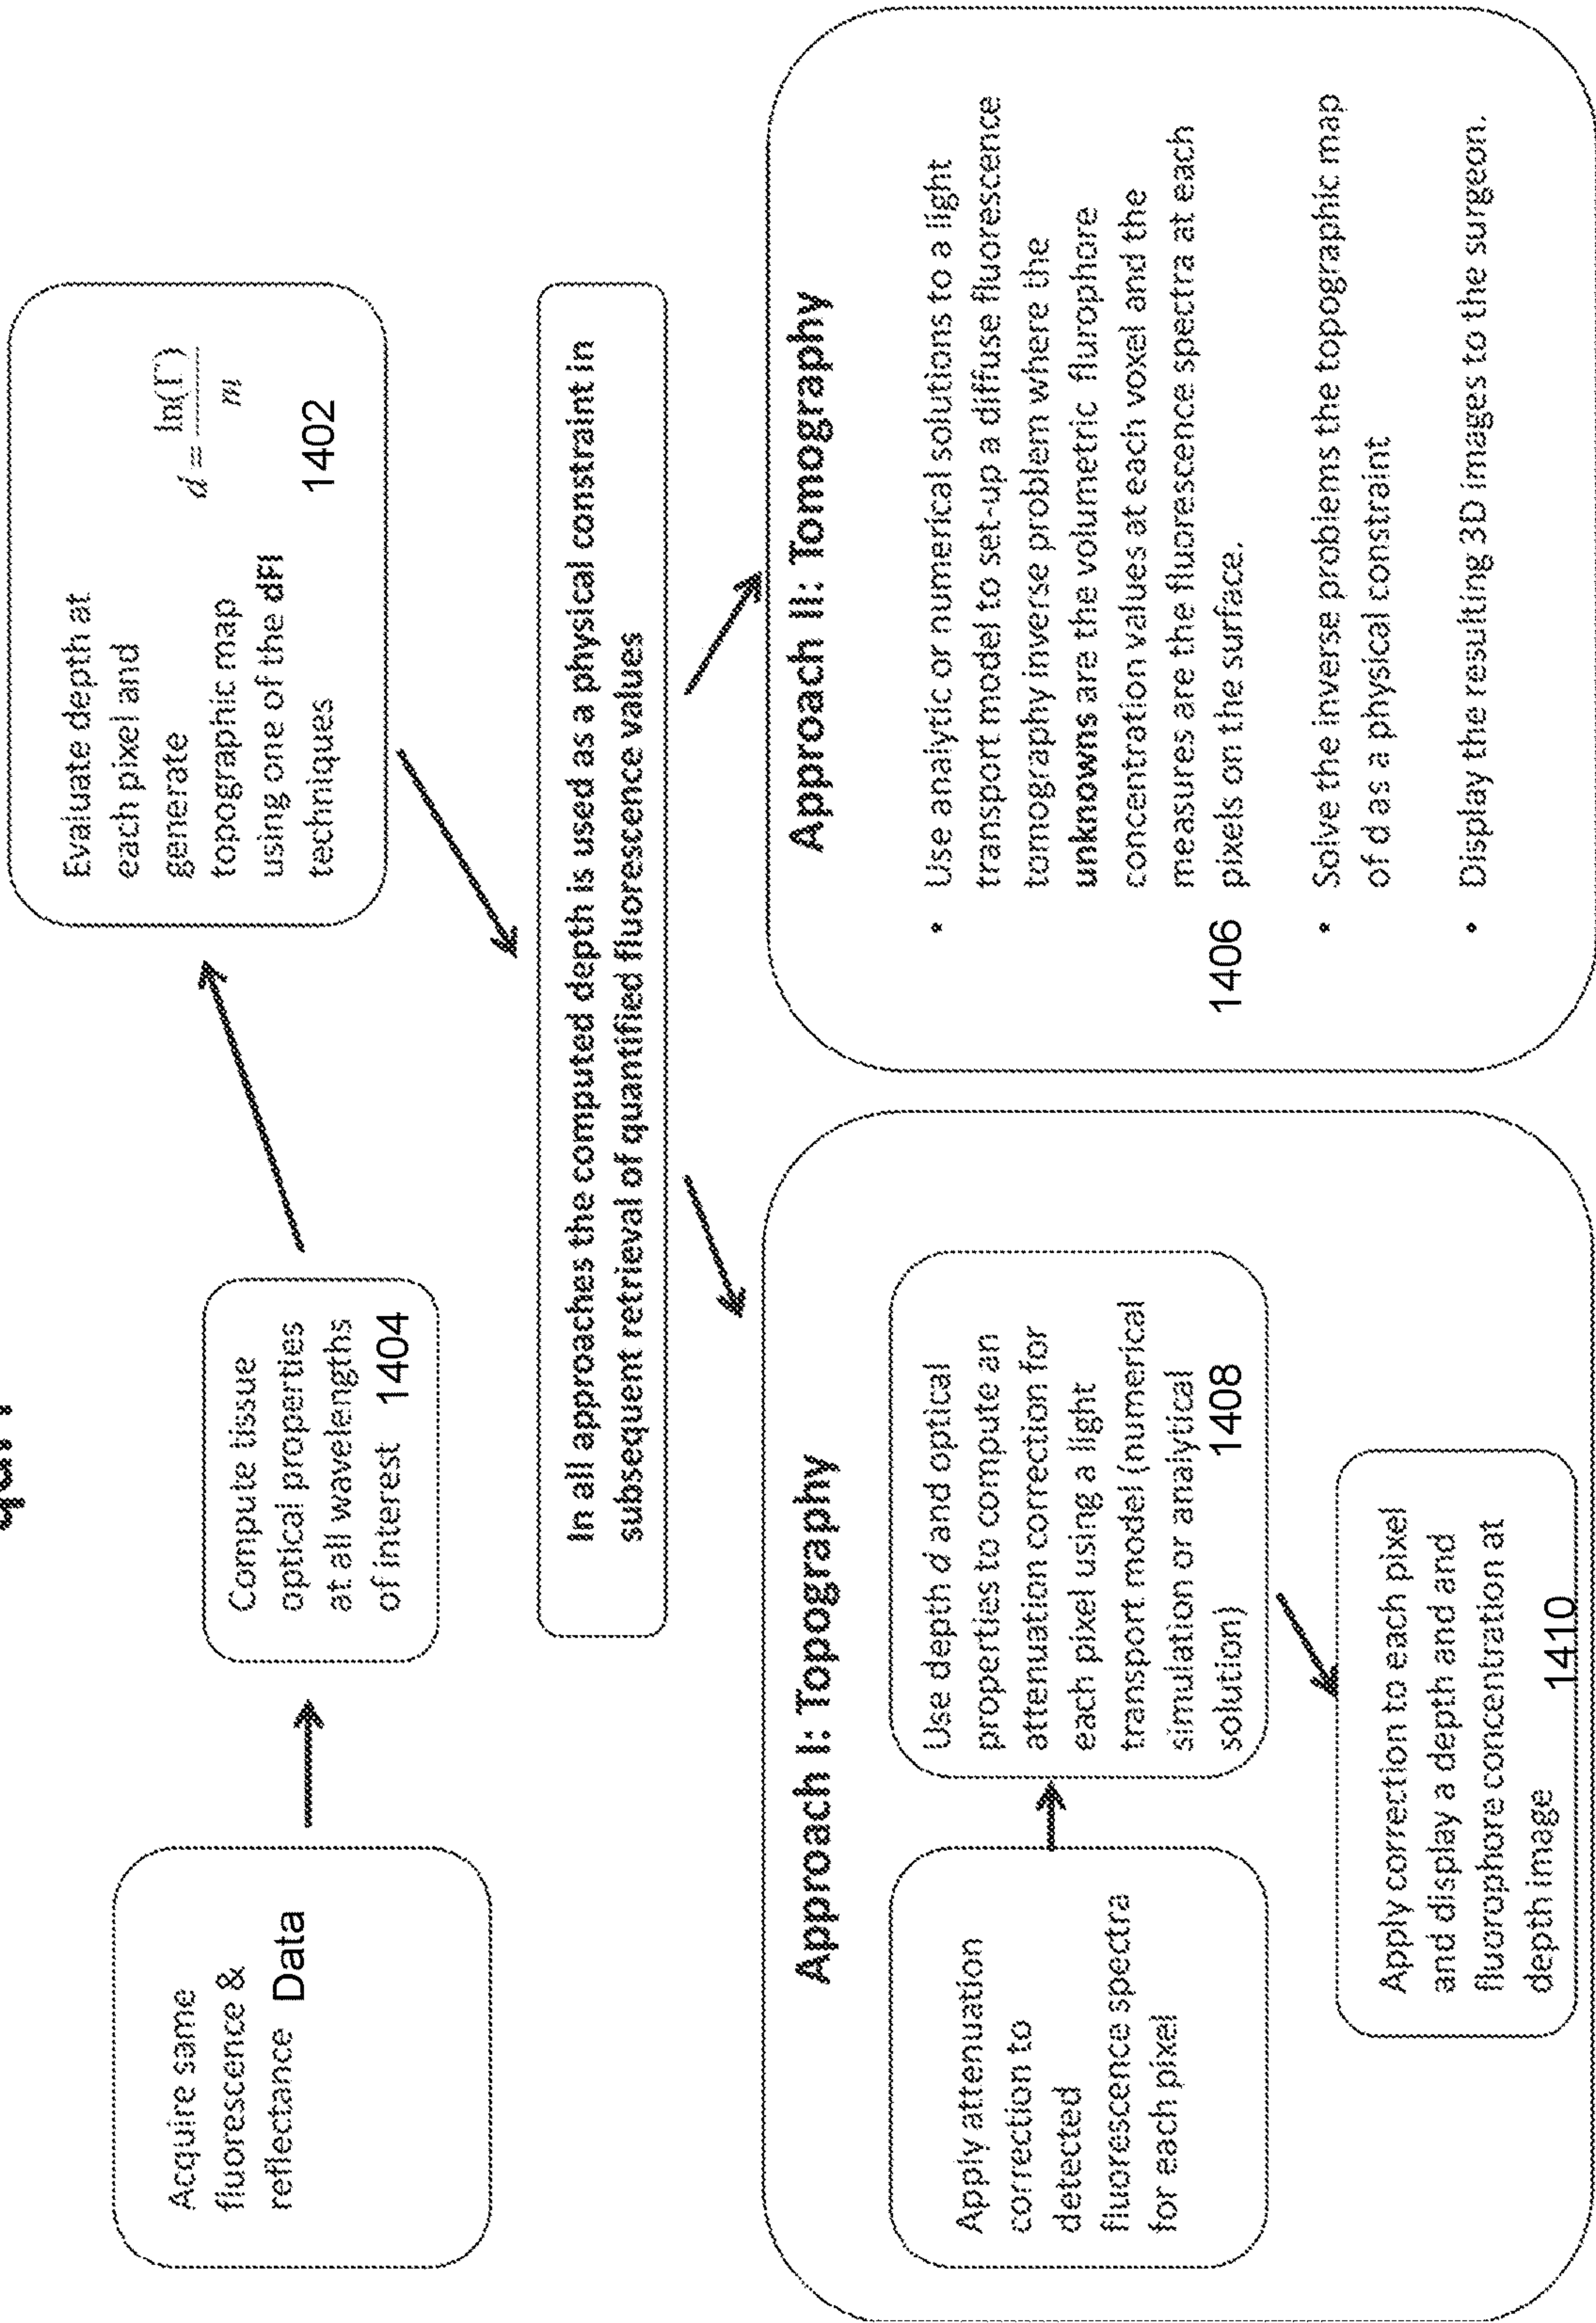 Acquire same
fluorescence &
reflectance Data
Compute tissue
optical properties
at all wavelengths
of interest 1404
Evaluate depth at
each pixel and
generate
topographic map
using one of the dFI
techniques
d = ln(Γ)
m
1402
In all approaches the computed depth is used as a physical constraint in
subsequent retrieval of quantified fluorescence values
Approach I: Topography
Apply attenuation
correction to
detected
fluorescence spectra
for each pixel
Use depth d and optical
properties to compute an
attenuation correction for
each pixel using a light
transport model (numerical
simulation or analytical
solution) 1408
Apply correction to each pixel
and display a depth and and
fluorophore concentration at
depth image 1410
Approach II: Tomography
• Use analytic or numerical solutions to a light
transport model to set-up a diffuse fluorescence
tomography inverse problem where the
unknowns are the volumetric flurophore
concentration values at each voxel and the
measures are the fluorescence spectra at each
pixels on the surface.
1406
• Solve the inverse problems the topographic map
of d as a physical constraint
• Display the resulting 3D images to the surgeon.